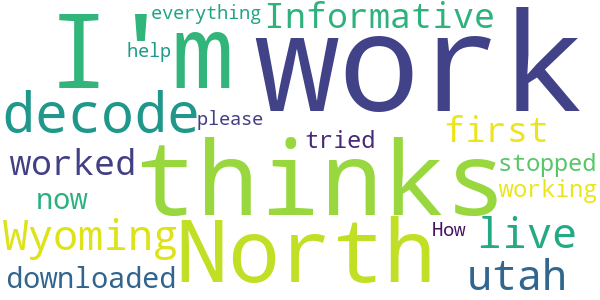 everything
Informative
I'm
work
help
decode
please
first
tried
worked
thinks
stopped
working
now
Wyoming
North
How
live
downloaded
utah